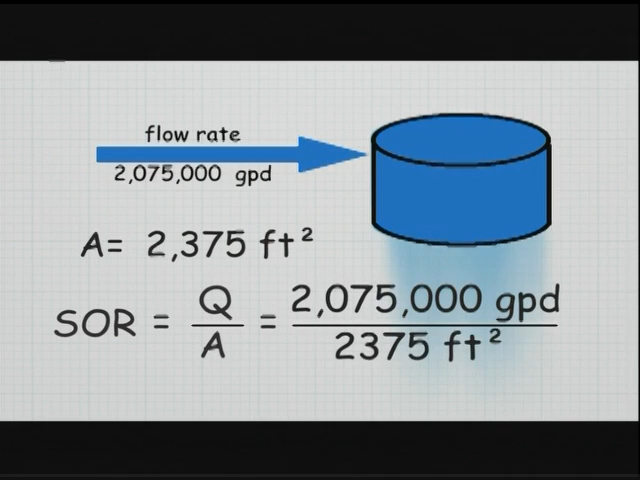 flow rate
2,075,000 gpd
A= 2,375 ft²
SOR = Q/A = 2,075,000 gpd/2375 ft²